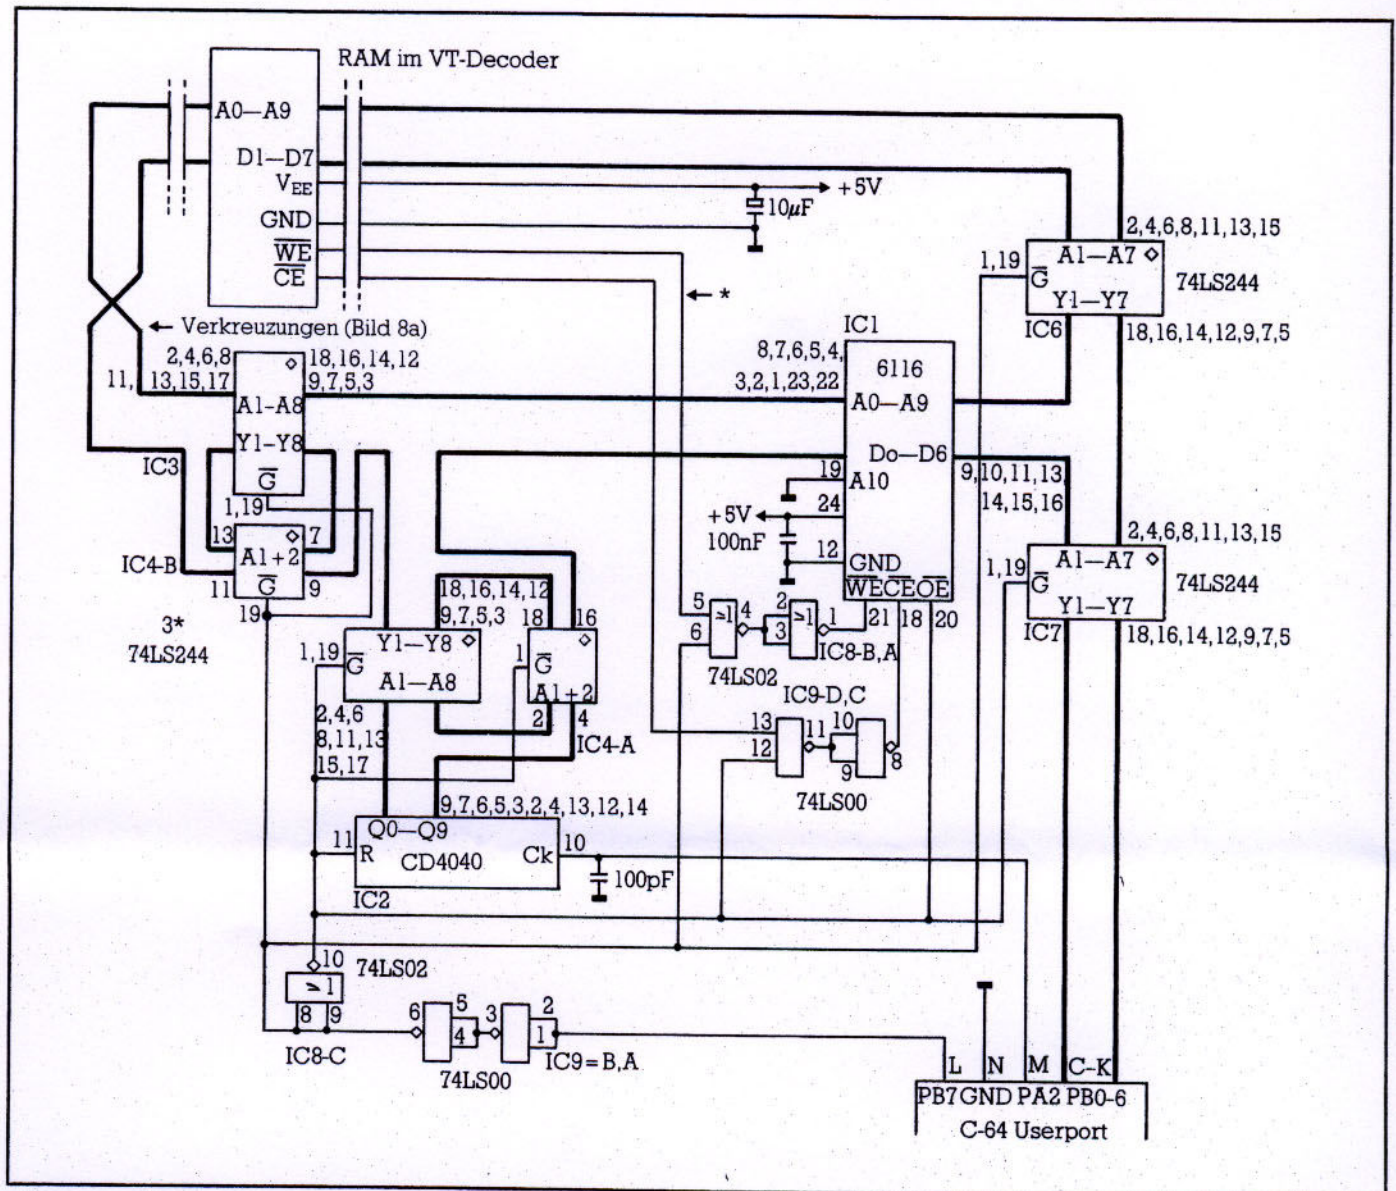 RAM im VT-Decoder
A0—A9
D1—D7
VEE
GND
WE
CE
+5V
10µF
← *
← Verkreuzungen (Bild 8a)
2,4,6,8
11, 13,15,17
18,16,14,12
9,7,5,3
A1-A8
Y1-Y8
G
IC3
1,19
13
7
A1+2
G
IC4-B
11
9
19
3*
74LS244
18,16,14,12
9,7,5,3
1,19
G
Y1—Y8
A1—A8
2,4,6
8,11,13
15,17
18
16
1
G
A1+2
2
4
IC4-A
9,7,6,5,3,2,4,13,12,14
Q0—Q9
11
R
CD4040
Ck
10
IC2
100pF
IC1
8,7,6,5,4,
3,2,1,23,22
6116
A0—A9
Do—D6
9,10,11,13,
14,15,16
19
A10
+5V
24
100nF
12
GND
WE CE OE
21
18
20
5
6
≥1
4
2
3
≥1
1
74LS02
IC8-B,A
IC9-D,C
13
12
11
10
9
8
74LS00
2,4,6,8,11,13,15
1,19
G
A1—A7
Y1—Y7
74LS244
IC6
18,16,14,12,9,7,5
2,4,6,8,11,13,15
1,19
G
A1—A7
Y1—Y7
74LS244
IC7
18,16,14,12,9,7,5
10
74LS02
≥1
8
9
IC8-C
6
5
4
3
2
1
IC9=B,A
74LS00
L
N
M
C-K
PB7 GND PA2 PB0-6
C-64 Userport